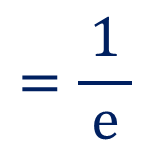 = 1/e